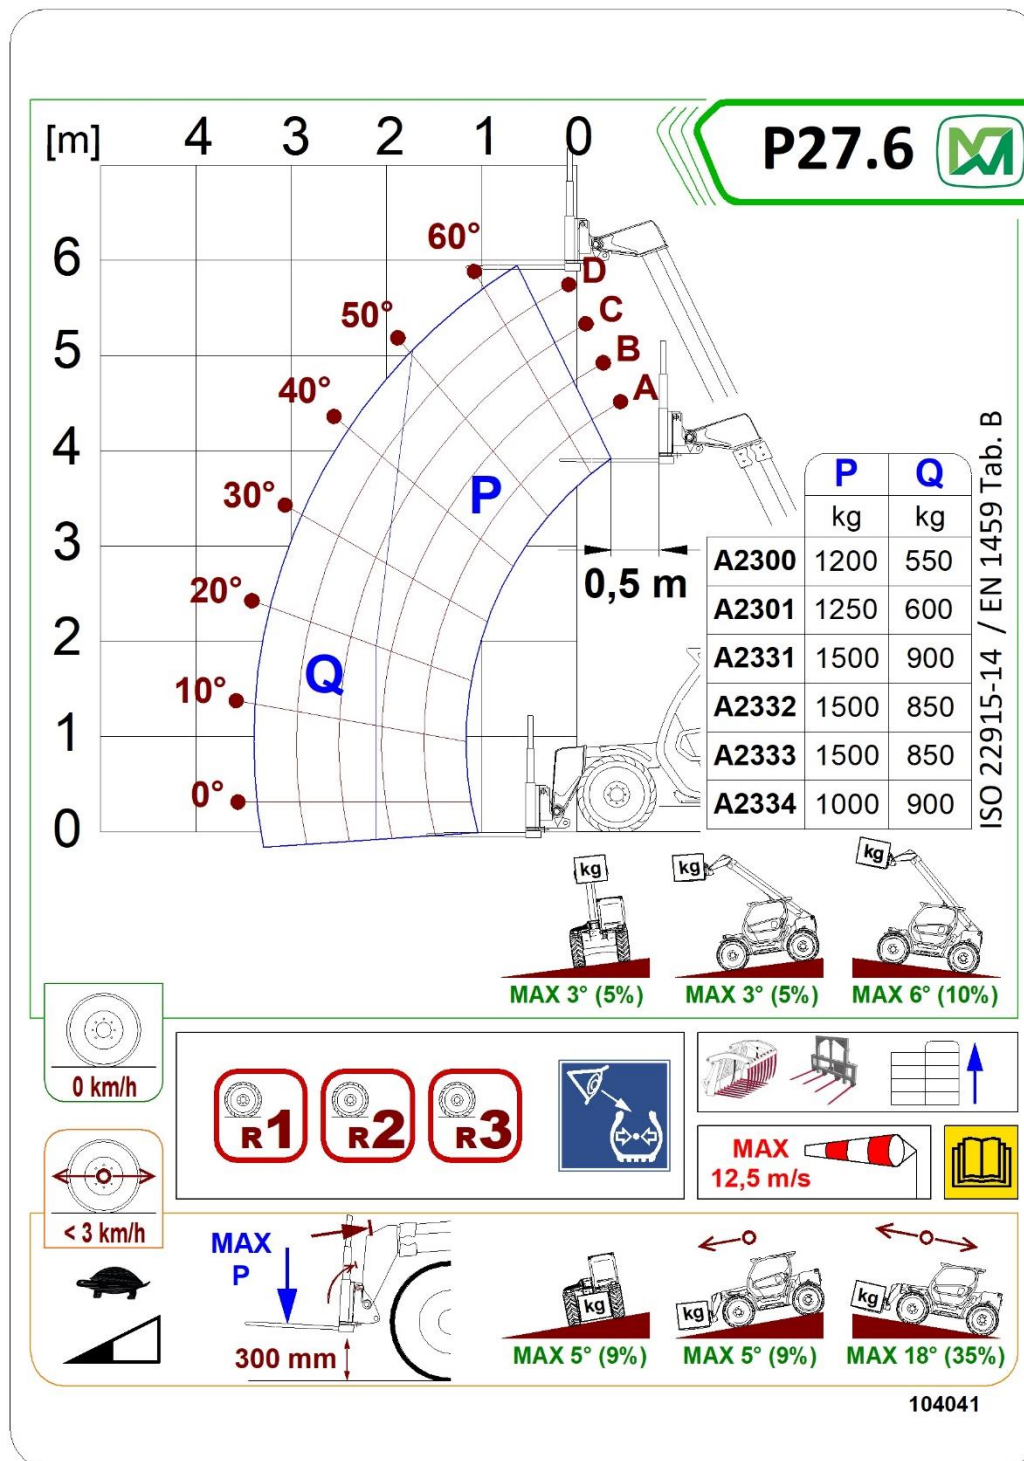 [m] 4 3 2 1 0
P27.6
60°
6
D
50°
C
5
B
40°
A
4
30°
P
3
0,5 m
20°
2
Q
10°
1
0°
0
P Q
kg kg
A2300 1200 550
A2301 1250 600
A2331 1500 900
A2332 1500 850
A2333 1500 850
A2334 1000 900
ISO 22915-14 / EN 1459 Tab. B
kg kg kg
MAX 3° (5%) MAX 3° (5%) MAX 6° (10%)
0 km/h
R1 R2 R3
MAX
12,5 m/s
< 3 km/h
MAX
P
300 mm
kg kg kg
MAX 5° (9%) MAX 5° (9%) MAX 18° (35%)
104041